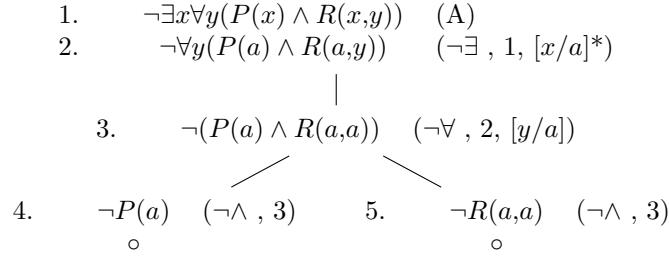 1. ¬∃x∀y(P(x) ∧ R(x,y)) (A)
2. ¬∀y(P(a) ∧ R(a,y)) (¬∃ , 1, [x/a]*)
3. ¬(P(a) ∧ R(a,a)) (¬∀ , 2, [y/a])
4. ¬P(a) (¬∧ , 3) 5. ¬R(a,a) (¬∧ , 3)
◦ ◦